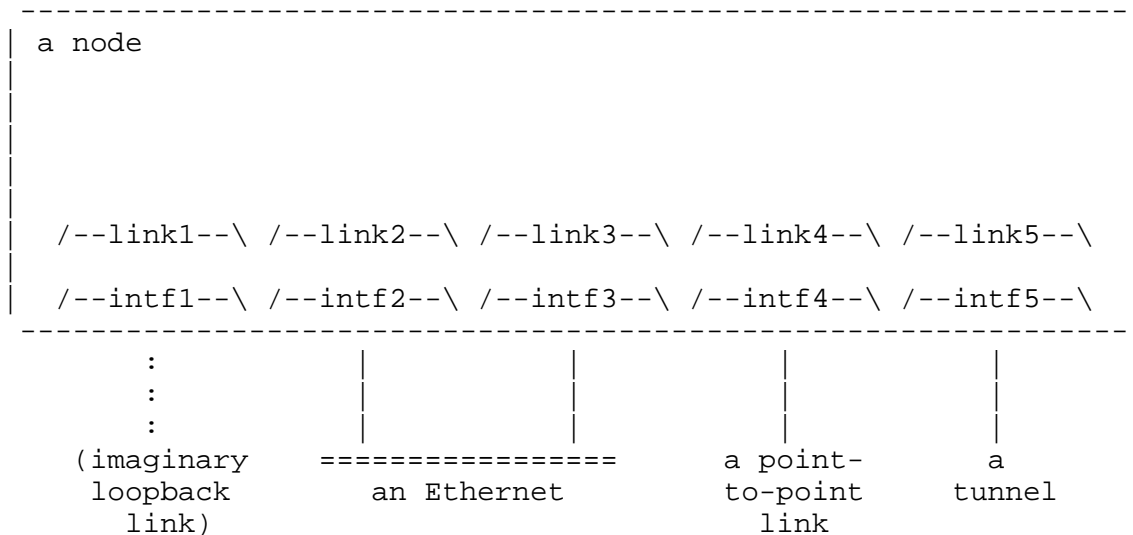 a node
/--link1--\ /--link2--\ /--link3--\ /--link4--\ /--link5--\
/--intf1--\ /--intf2--\ /--intf3--\ /--intf4--\ /--intf5--\
(imaginary ================= a point- a
loopback an Ethernet to-point tunnel
link) link